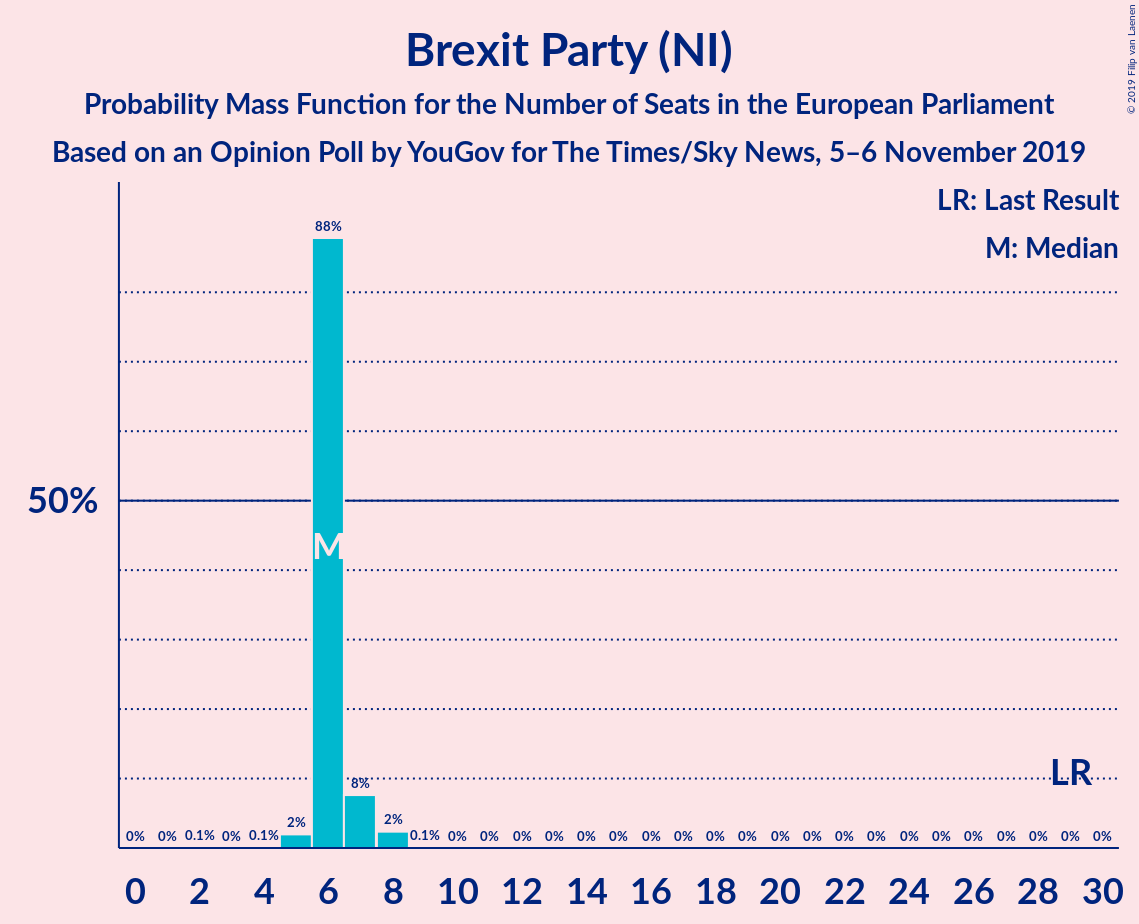 Brexit Party (NI)
Probability Mass Function for the Number of Seats in the European Parliament
Based on an Opinion Poll by YouGov for The Times/Sky News, 5–6 November 2019
© 2019 Filip van Laenen
LR: Last Result
M: Median
50%
88%
M
LR
0% 0% 0.1% 0% 0.1% 2% 8% 2% 0.1% 0% 0% 0% 0% 0% 0% 0% 0% 0% 0% 0% 0% 0% 0% 0% 0% 0% 0% 0% 0% 0%
0 2 4 6 8 10 12 14 16 18 20 22 24 26 28 30